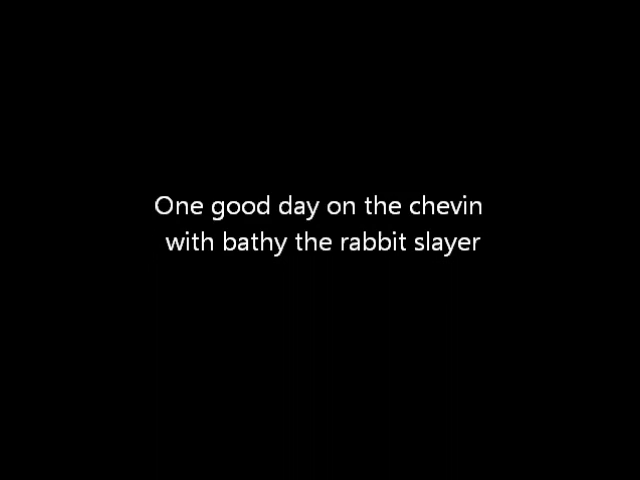 One good day on the chevin
with bathy the rabbit slayer